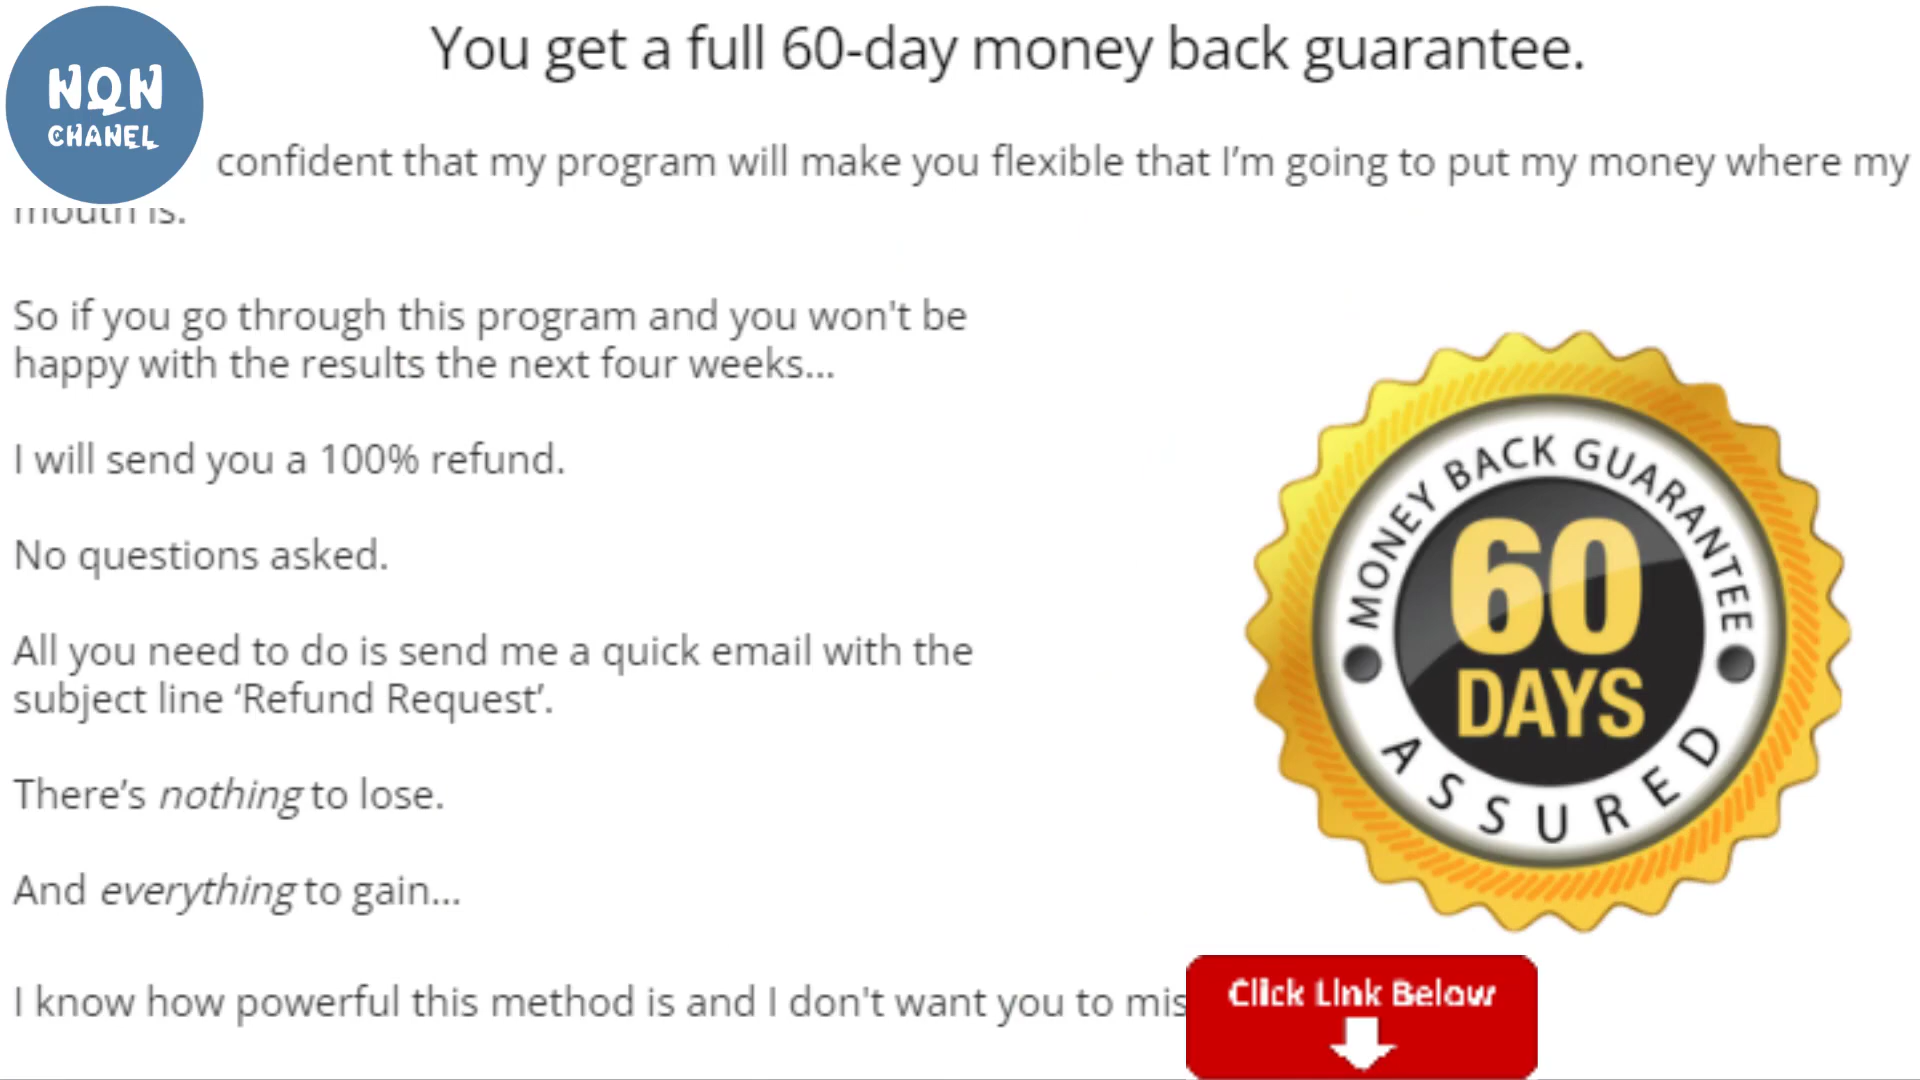 NQN
CHANEL
You get a full 60-day money back guarantee.
confident that my program will make you flexible that I’m going to put my money where my
mouth is.
So if you go through this program and you won't be
happy with the results the next four weeks...
I will send you a 100% refund.
No questions asked.
All you need to do is send me a quick email with the
subject line ‘Refund Request’.
There’s nothing to lose.
And everything to gain...
I know how powerful this method is and I don't want you to
MONEY BACK GUARANTEE
60
DAYS
ASSURED
Click Link Below